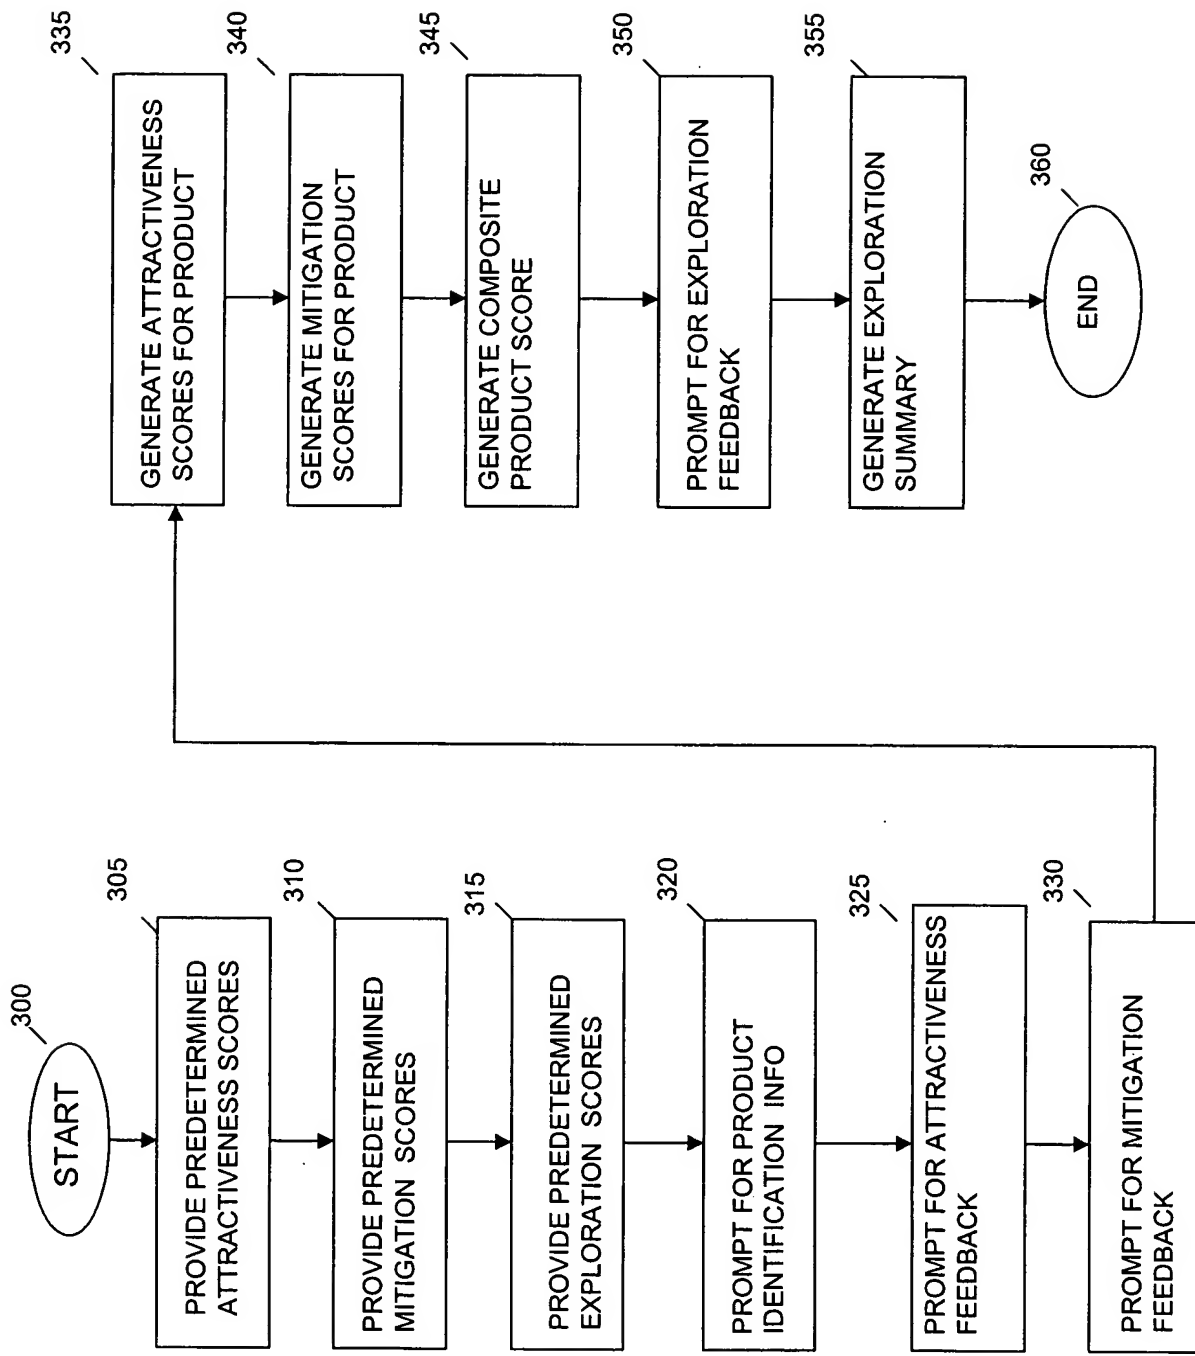 300
START
305
PROVIDE PREDETERMINED
ATTRACTIVENESS SCORES
310
PROVIDE PREDETERMINED
MITIGATION SCORES
315
PROVIDE PREDETERMINED
EXPLORATION SCORES
320
PROMPT FOR PRODUCT
IDENTIFICATION INFO
325
PROMPT FOR ATTRACTIVENESS
FEEDBACK
330
PROMPT FOR MITIGATION
FEEDBACK
335
GENERATE ATTRACTIVENESS
SCORES FOR PRODUCT
340
GENERATE MITIGATION
SCORES FOR PRODUCT
345
GENERATE COMPOSITE
PRODUCT SCORE
350
PROMPT FOR EXPLORATION
FEEDBACK
355
GENERATE EXPLORATION
SUMMARY
360
END